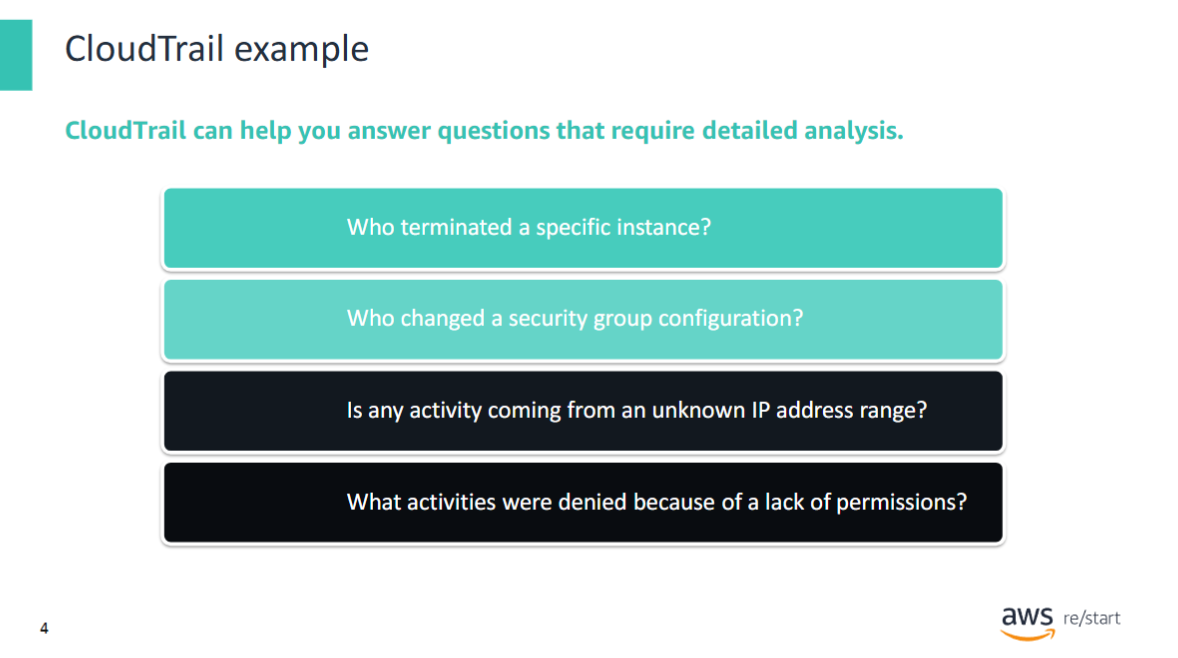 CloudTrail example
CloudTrail can help you answer questions that require detailed analysis.
Who terminated a specific instance?
Who changed a security group configuration?
Is any activity coming from an unknown IP address range?
What activities were denied because of a lack of permissions?
4
aws re/start